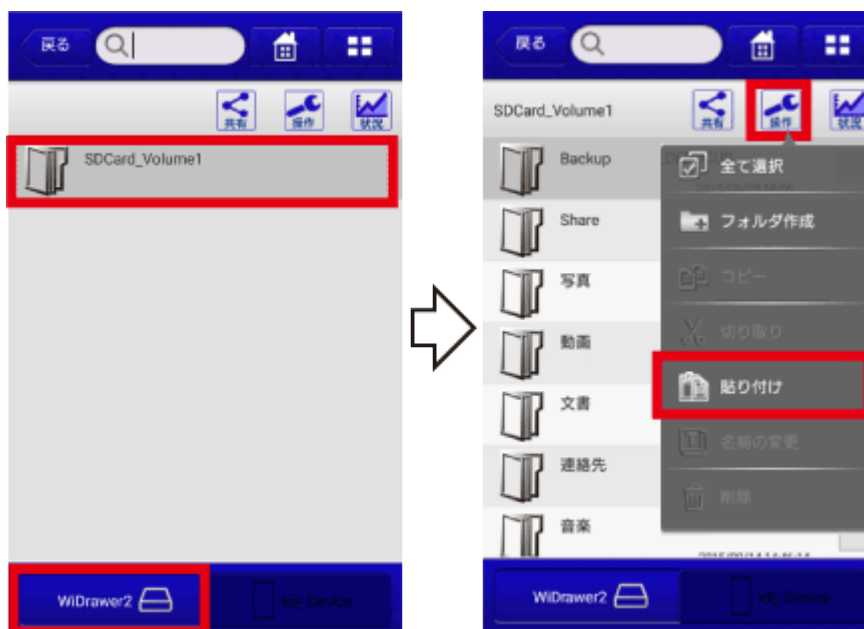 戻る
共有
操作
状況
SDCard_Volume1
WiDrawer2
My Device
戻る
SDCard_Volume1
共有
操作
状況
Backup
Share
写真
動画
文書
連絡先
音楽
全て選択
フォルダ作成
コピー
切り取り
貼り付け
名前の変更
削除
WiDrawer2
My Device